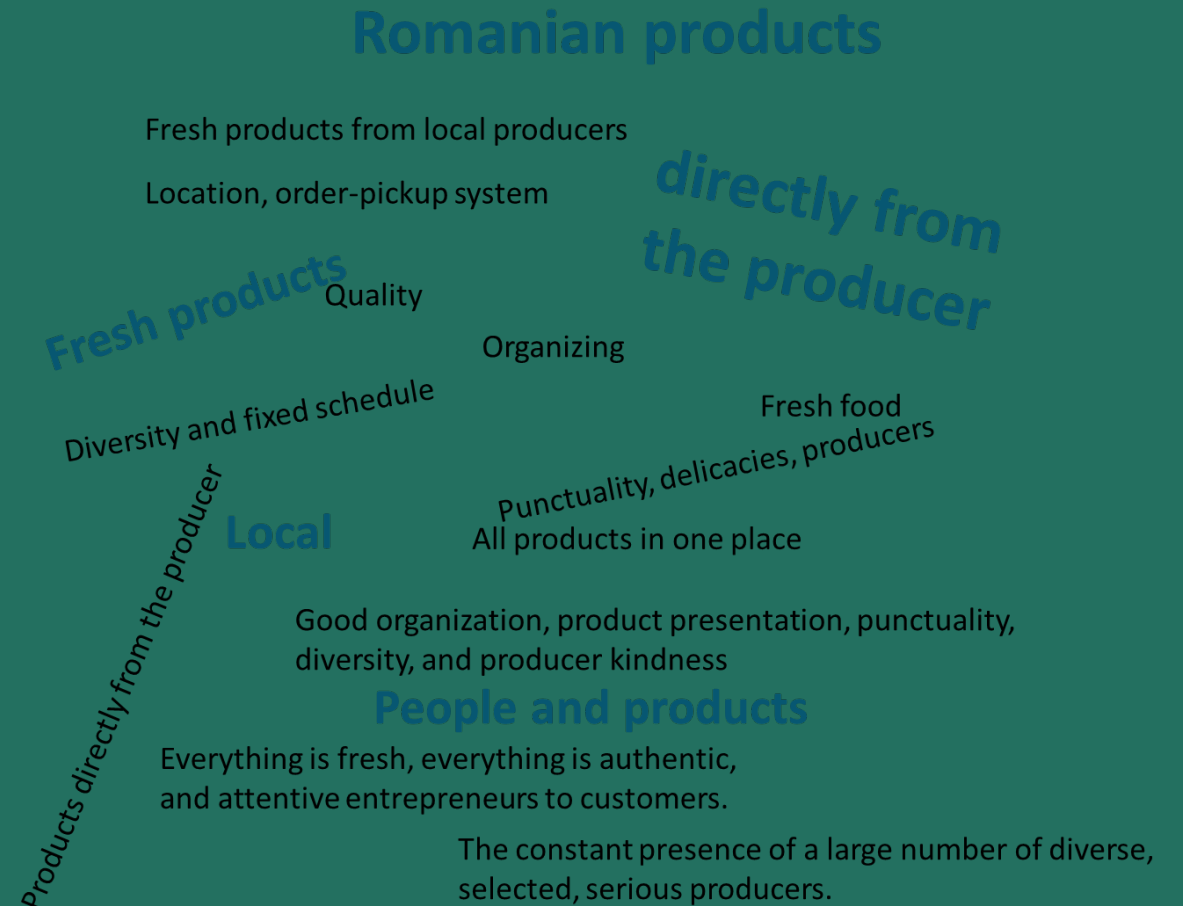 Romanian products
Fresh products from local producers
directly from
the producer
Location, order-pickup system
Fresh products
Quality
Organizing
Diversity and fixed schedule
Fresh food
Punctuality, delicacies, producers
Products directly from the producer
Local
All products in one place
Good organization, product presentation, punctuality,
diversity, and producer kindness
People and products
Everything is fresh, everything is authentic,
and attentive entrepreneurs to customers.
The constant presence of a large number of diverse,
selected, serious producers.